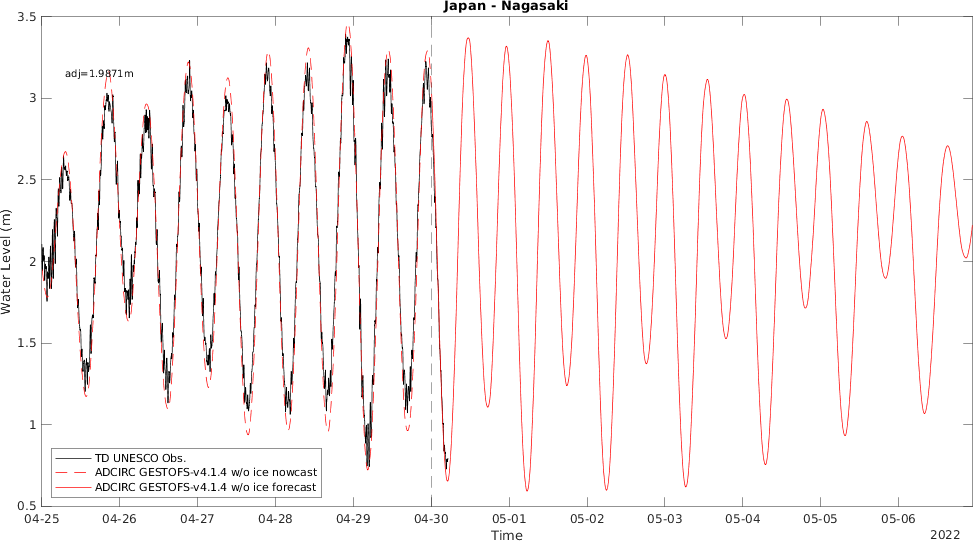 Japan - Nagasaki
3.5
3
2.5
2
1.5
1
0.5
Water Level (m)
adj=1.9871m
TD UNESCO Obs.
ADCIRC GESTOFS-v4.1.4 w/o ice nowcast
ADCIRC GESTOFS-v4.1.4 w/o ice forecast
04-25 04-26 04-27 04-28 04-29 04-30 05-01 05-02 05-03 05-04 05-05 05-06
Time
2022